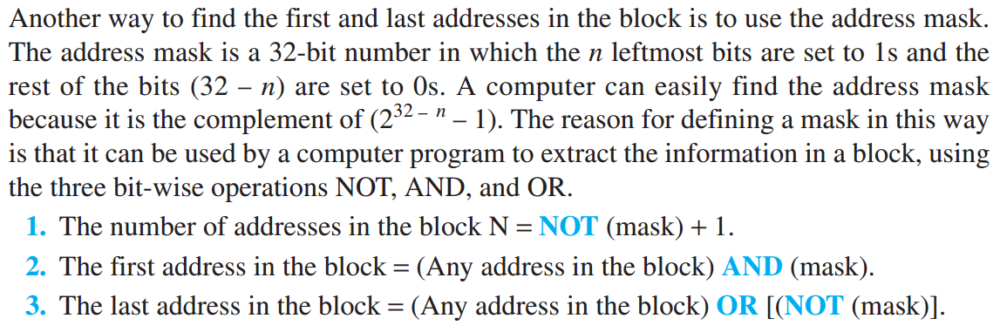 Another way to find the first and last addresses in the block is to use the address mask.
The address mask is a 32-bit number in which the n leftmost bits are set to 1s and the
rest of the bits (32 – n) are set to 0s. A computer can easily find the address mask
because it is the complement of (2³² ⁻ ⁿ – 1). The reason for defining a mask in this way
is that it can be used by a computer program to extract the information in a block, using
the three bit-wise operations NOT, AND, and OR.
1. The number of addresses in the block N = NOT (mask) + 1.
2. The first address in the block = (Any address in the block) AND (mask).
3. The last address in the block = (Any address in the block) OR [(NOT (mask)].